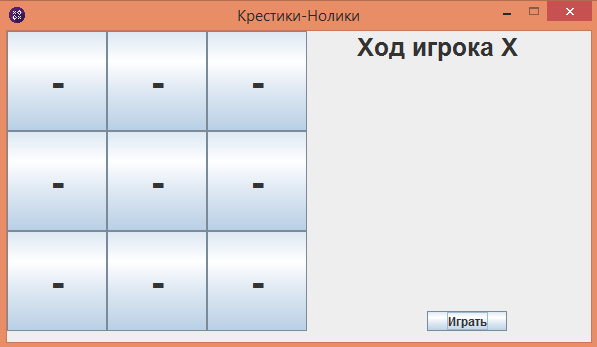 Крестики-Нолики
Ход игрока X
- - -
- - -
- - -
Играть